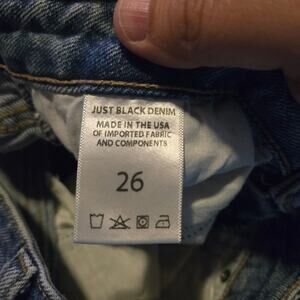 JUST BLACK DENIM
MADE IN THE USA
OF IMPORTED FABRIC
AND COMPONENTS
26